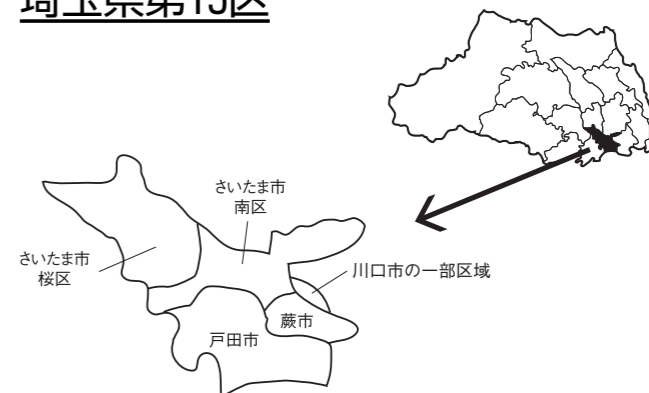 埼玉県第15区
さいたま市
南区
さいたま市
桜区
川口市の一部区域
蕨市
戸田市